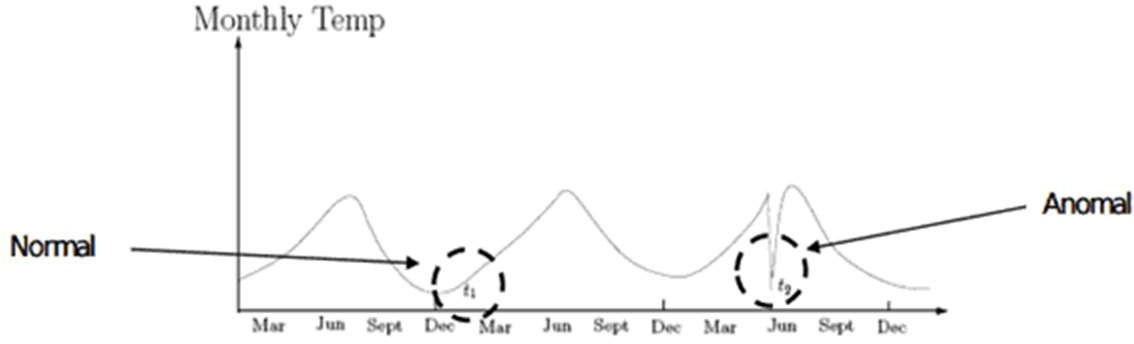 Monthly Temp
Anomal
Normal
t₁
t₂
Mar Jun Sept Dec Mar Jun Sept Dec Mar Jun Sept Dec